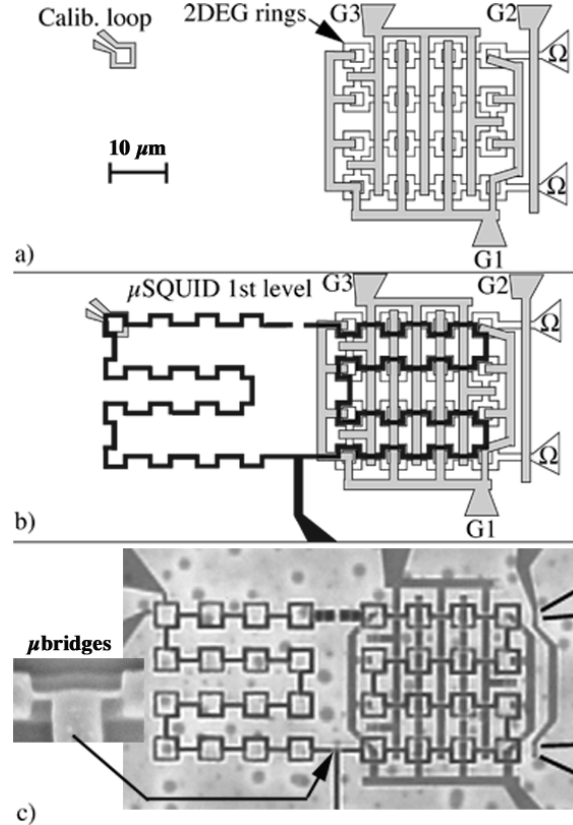 G3
G2
2DEG rings
Calib. loop
Ω
10 µm
Ω
a)
G1
G3
G2
µSQUID 1st level
Ω
Ω
b)
G1
µbridges
c)